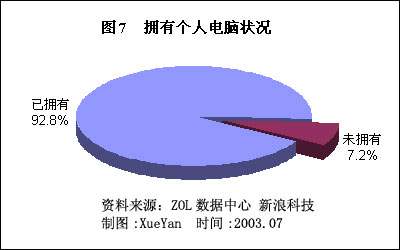 图7 拥有个人电脑状况
已拥有
92.8%
未拥有
7.2%
资料来源：ZOL 数据中心 新浪科技
制图:XueYan 时间:2003.07